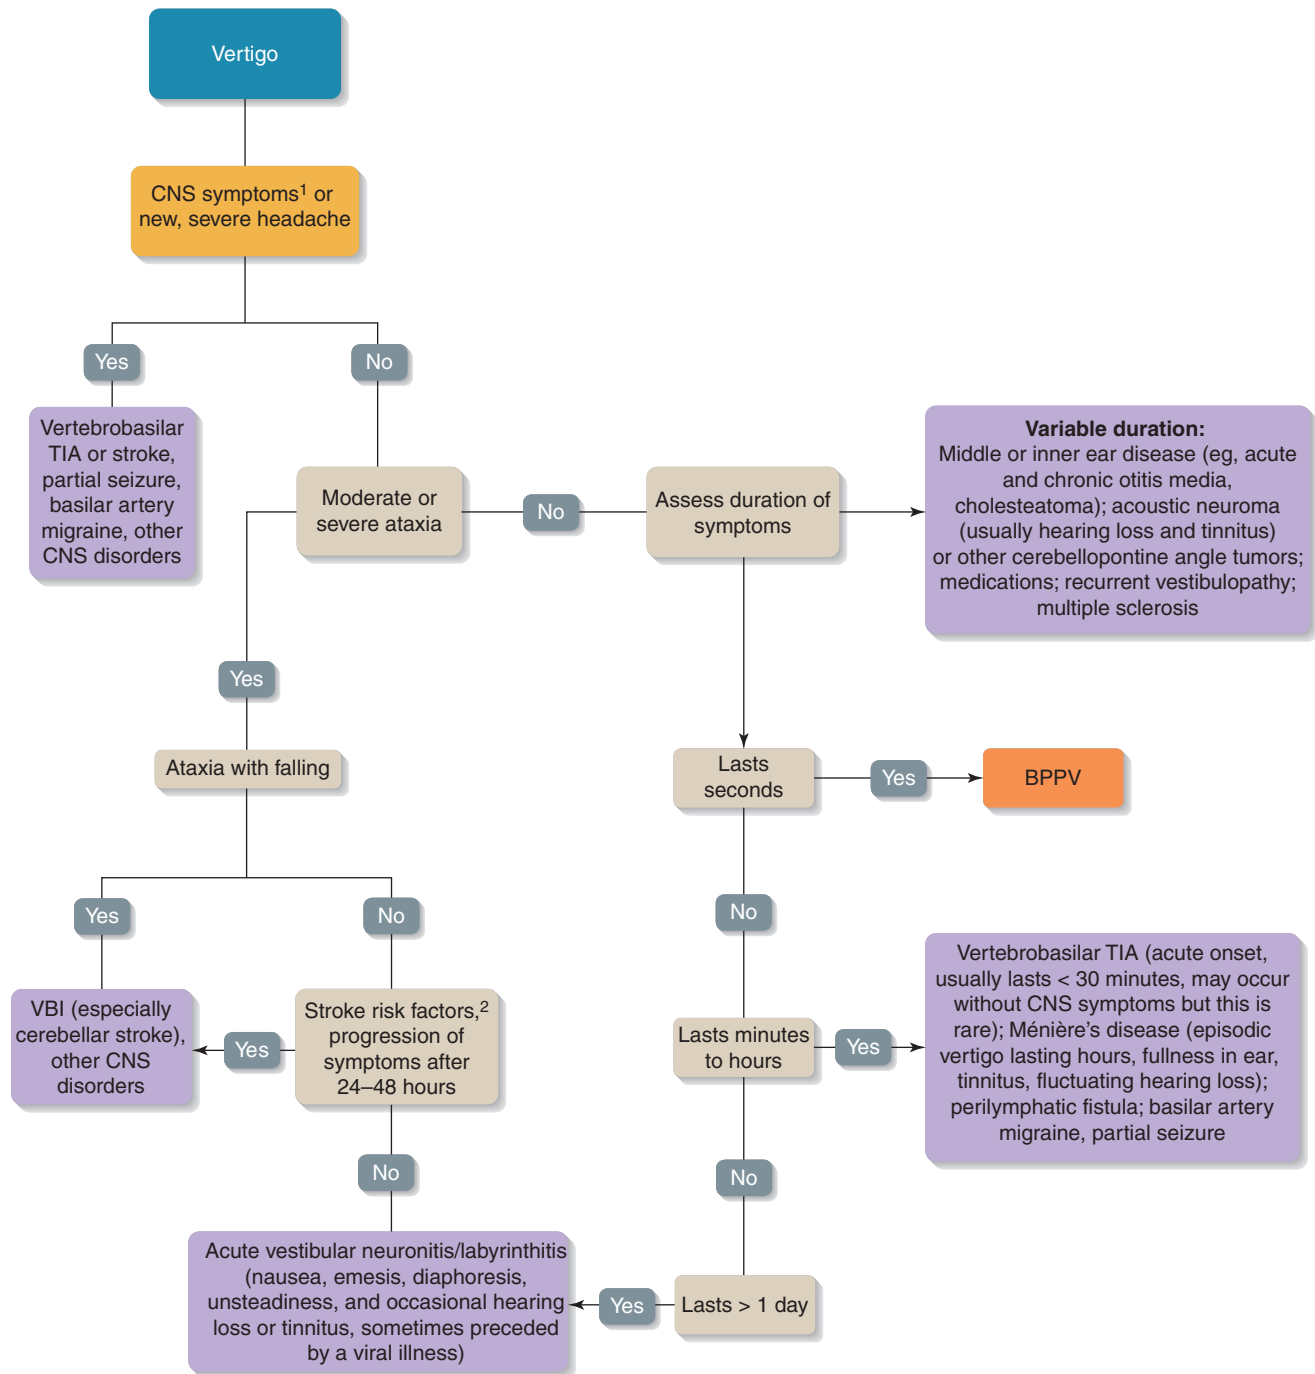 Vertigo
CNS symptoms1 or
new, severe headache
Yes
No
Vertebrobasilar
TIA or stroke,
partial seizure,
basilar artery
migraine, other
CNS disorders
Moderate or
severe ataxia
No
Assess duration of
symptoms
Variable duration:
Middle or inner ear disease (eg, acute
and chronic otitis media,
cholesteatoma); acoustic neuroma
(usually hearing loss and tinnitus)
or other cerebellopontine angle tumors;
medications; recurrent vestibulopathy;
multiple sclerosis
Yes
Ataxia with falling
Lasts
seconds
Yes
BPPV
Yes
No
No
VBI (especially
cerebellar stroke),
other CNS
disorders
Yes
Stroke risk factors,2
progression of
symptoms after
24–48 hours
Lasts minutes
to hours
Yes
Vertebrobasilar TIA (acute onset,
usually lasts < 30 minutes, may occur
without CNS symptoms but this is
rare); Ménière’s disease (episodic
vertigo lasting hours, fullness in ear,
tinnitus, fluctuating hearing loss);
perilymphatic fistula; basilar artery
migraine, partial seizure
No
No
Acute vestibular neuronitis/labyrinthitis
(nausea, emesis, diaphoresis,
unsteadiness, and occasional hearing
loss or tinnitus, sometimes preceded
by a viral illness)
Yes
Lasts > 1 day